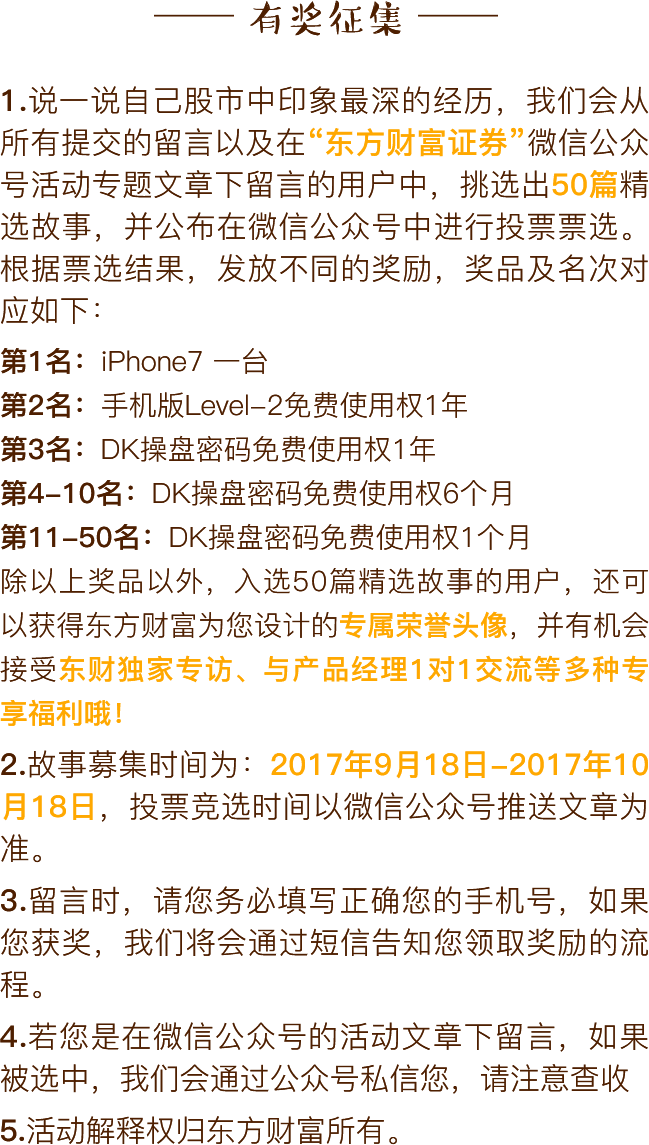 有奖征集
1.说一说自己股市中印象最深的经历，我们会从
所有提交的留言以及在“东方财富证券”微信公众
号活动专题文章下留言的用户中，挑选出50篇精
选故事，并公布在微信公众号中进行投票票选。
根据票选结果，发放不同的奖励，奖品及名次对
应如下：
第1名：iPhone7 一台
第2名：手机版Level-2免费使用权1年
第3名：DK操盘密码免费使用权1年
第4-10名：DK操盘密码免费使用权6个月
第11-50名：DK操盘密码免费使用权1个月
除以上奖品以外，入选50篇精选故事的用户，还可
以获得东方财富为您设计的专属荣誉头像，并有机会
接受东财独家专访、与产品经理1对1交流等多种专
享福利哦！
2.故事募集时间为：2017年9月18日-2017年10
月18日，投票竞选时间以微信公众号推送文章为
准。
3.留言时，请您务必填写正确您的手机号，如果
您获奖，我们将会通过短信告知您领取奖励的流
程。
4.若您是在微信公众号的活动文章下留言，如果
被选中，我们会通过公众号私信您，请注意查收
5.活动解释权归东方财富所有。